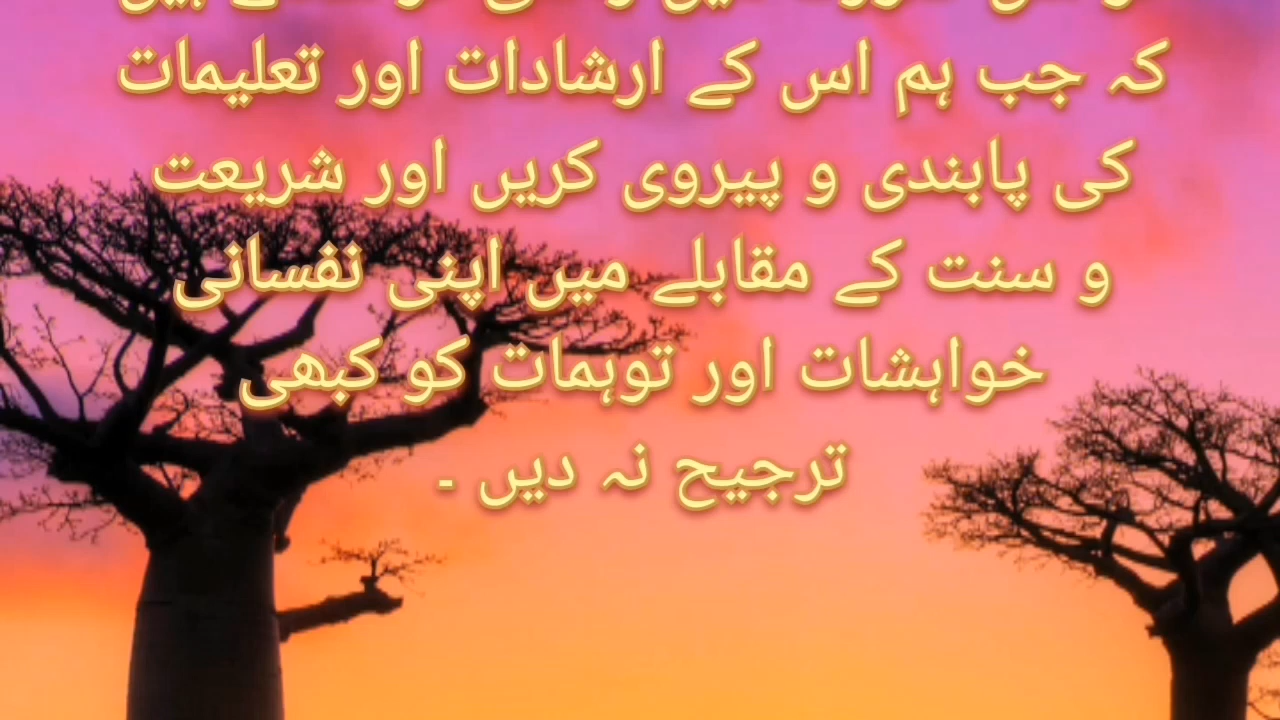 کہ جب ہم اس کے ارشادات اور تعلیمات
کی پابندی و پیروی کریں اور شریعت
و سنت کے مقابلے میں اپنی نفسانی
خواہشات اور توہمات کو کبھی
ترجیح نہ دیں ۔